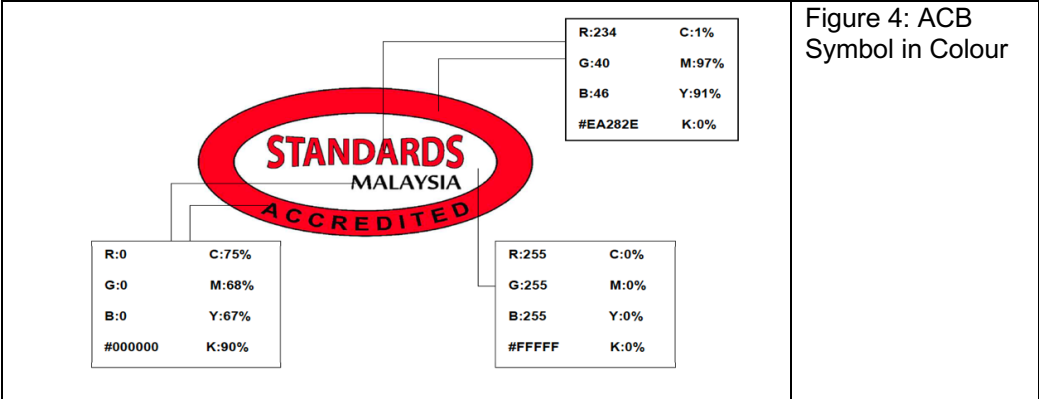 R:234 C:1%
G:40 M:97%
B:46 Y:91%
#EA282E K:0%
Figure 4: ACB
Symbol in Colour
STANDARDS
MALAYSIA
ACCREDITED
R:0 C:75%
G:0 M:68%
B:0 Y:67%
#000000 K:90%
R:255 C:0%
G:255 M:0%
B:255 Y:0%
#FFFFF K:0%